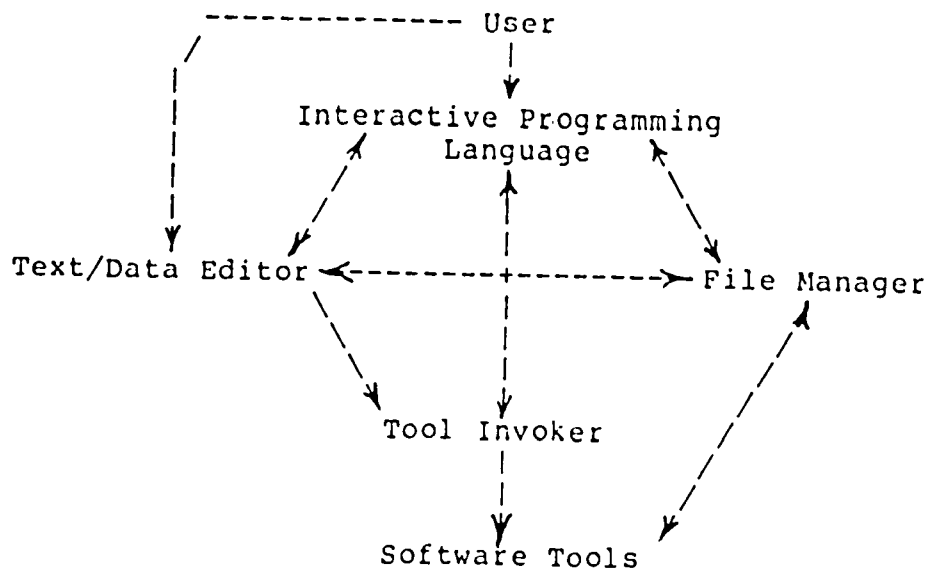 User
Interactive Programming
Language
Text/Data Editor
File Manager
Tool Invoker
Software Tools